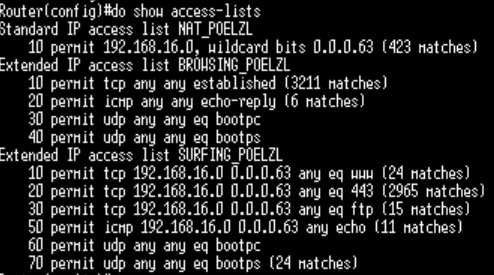 Router(config)#do show access-lists
Standard IP access list NAT_POELZL
10 permit 192.168.16.0, wildcard bits 0.0.0.63 (423 matches)
Extended IP access list BROWSING_POELZL
10 permit tcp any any established (3211 matches)
20 permit icmp any any echo-reply (6 matches)
30 permit udp any any eq bootpc
40 permit udp any any eq bootps
Extended IP access list SURFING_POELZL
10 permit tcp 192.168.16.0 0.0.0.63 any eq www (24 matches)
20 permit tcp 192.168.16.0 0.0.0.63 any eq 443 (2965 matches)
30 permit tcp 192.168.16.0 0.0.0.63 any eq ftp (15 matches)
50 permit icmp 192.168.16.0 0.0.0.63 any echo (11 matches)
60 permit udp any any eq bootpc
70 permit udp any any eq bootps (24 matches)